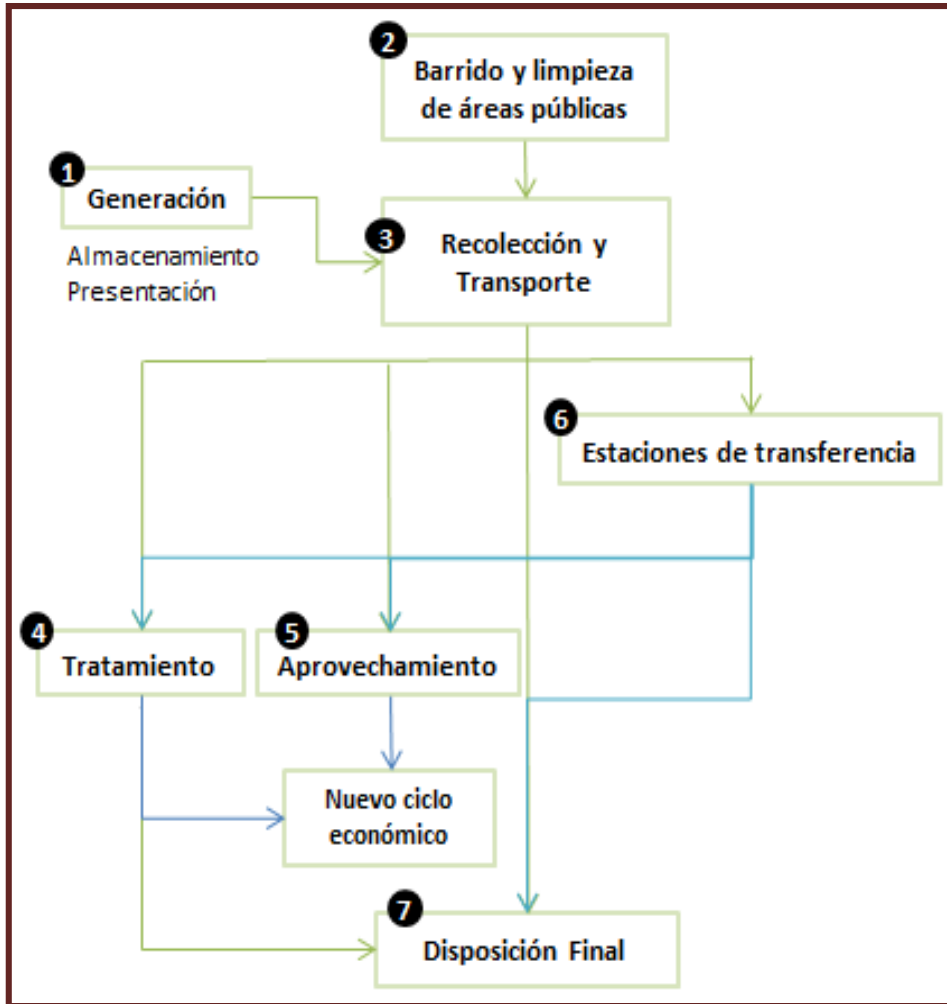 2
Barrido y limpieza
de áreas públicas
1
Generación
Almacenamiento
Presentación
3
Recolección y
Transporte
6
Estaciones de transferencia
4
Tratamiento
5
Aprovechamiento
Nuevo ciclo
económico
7
Disposición Final